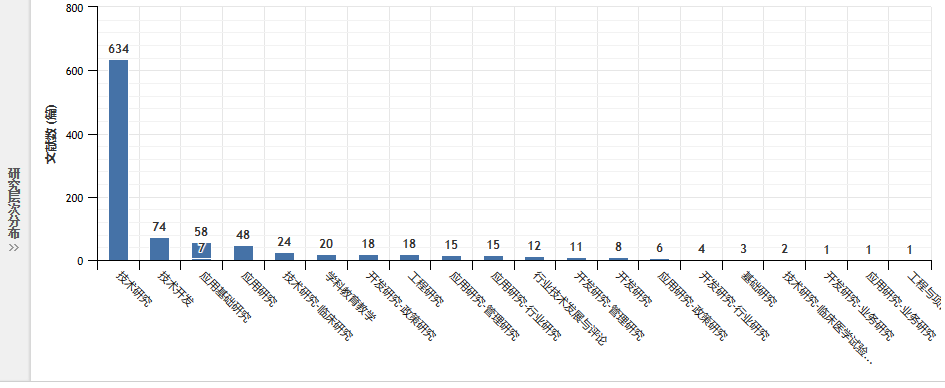 研究层次分布 >>
文献数 (篇)
800
600
400
200
0
634
74
58
7
48
24
20
18
18
15
15
12
11
8
6
4
3
2
1
1
1
技术研究
技术开发
应用基础研究
应用研究
技术研究-临床研究
学科教育教学
开发研究-政策研究
工程研究
应用研究-管理研究
应用研究-行业研究
行业技术发展与评论
开发研究-管理研究
开发研究
应用研究-政策研究
开发研究-行业研究
基础研究
技术研究-临床医学试验...
开发研究-业务研究
应用研究-业务研究
工程与项